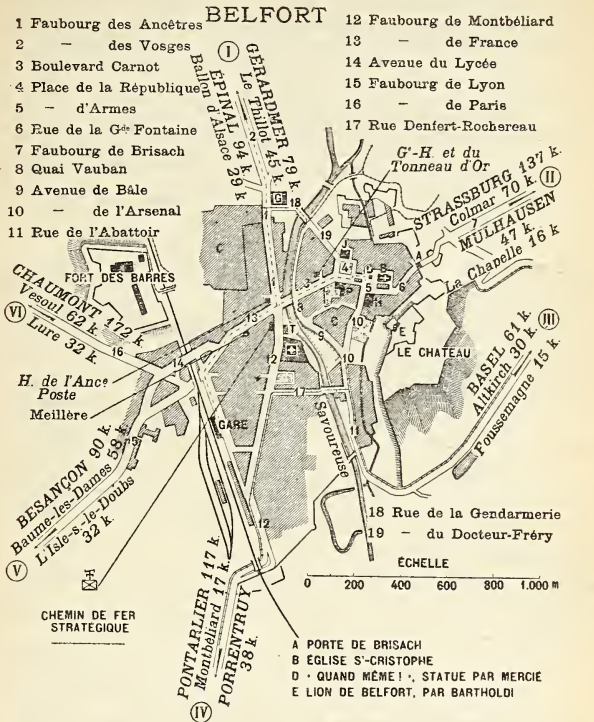 BELFORT
1 Faubourg des Ancêtres
2 — des Vosges
3 Boulevard Carnot
4 Place de la République
5 — d'Armes
6 Rue de la Gde Fontaine
7 Faubourg de Brisach
8 Quai Vauban
9 Avenue de Bâle
10 — de l'Arsenal
11 Rue de l'Abattoir
12 Faubourg de Montbéliard
13 — de France
14 Avenue du Lycée
15 Faubourg de Lyon
16 — de Paris
17 Rue Denfert-Rochereau
I
GÉRARDMER 79 k.
Le Thillot 45 k.
ÉPINAL 94 k.
Ballon d'Alsace 29 k.
Gd-H. et du
Tonneau d'Or
STRASSBURG 137 k.
Colmar 70 k.
II
MULHAUSEN
47 k.
La Chapelle 16 k
FORT DES BARRES
CHAUMONT 172 k.
Vesoul 62 k.
VI
Lure 32 k.
LE CHATEAU
III
BASEL 61 k.
Altkirch 30 k.
Foussemagne 15 k.
H. de l'Ance
Poste
Meillère
GARE
Savoureuse
BESANÇON 90 k.
Baume-les-Dames 58 k.
L'Isle-s.-le-Doubs
32 k.
V
18 Rue de la Gendarmerie
19 — du Docteur-Fréry
ÉCHELLE
0 200 400 600 800 1.000 m
CHEMIN DE FER
STRATÉGIQUE
PONTARLIER 117 k.
Montbéliard 17 k.
PORRENTRUY
38 k.
IV
A PORTE DE BRISACH
B ÉGLISE St-CRISTOPHE
D • QUAND MÊME ! •, STATUE PAR MERCIÉ
E LION DE BELFORT, PAR BARTHOLDI